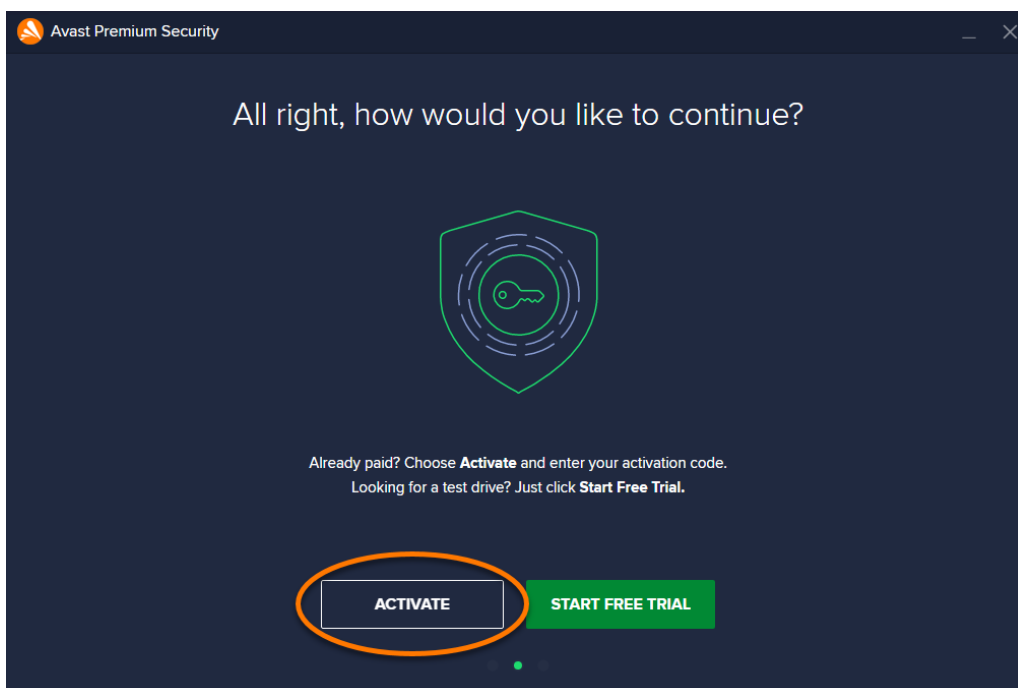 Avast Premium Security
All right, how would you like to continue?
Already paid? Choose Activate and enter your activation code.
Looking for a test drive? Just click Start Free Trial.
ACTIVATE
START FREE TRIAL